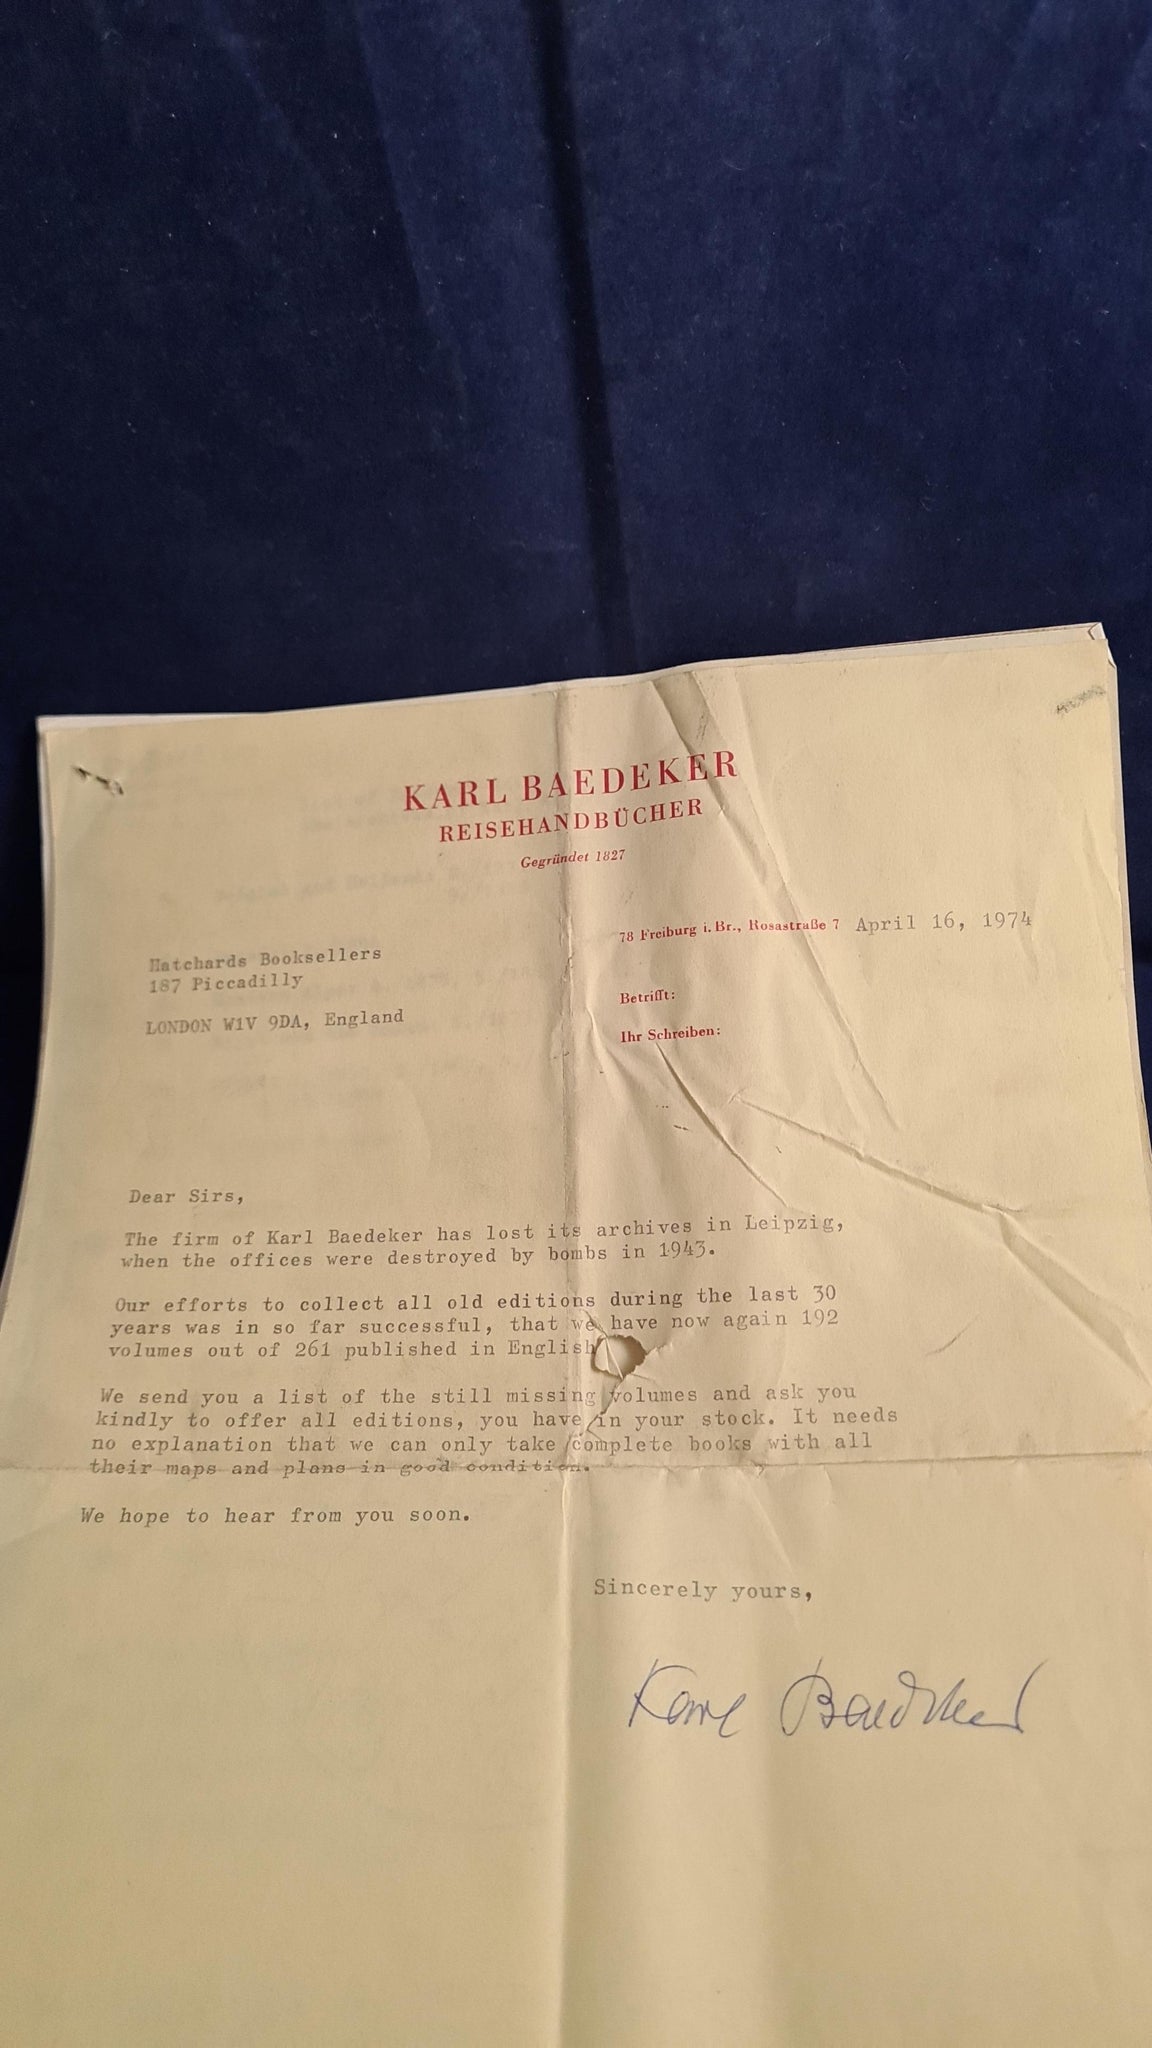 KARL BAEDEKER
REISEHANDBÜCHER
Gegründet 1827
78 Freiburg i. Br., Rosastraße 7 April 16, 1974
Hatchards Booksellers
187 Piccadilly
LONDON W1V 9DA, England
Betrifft:
Ihr Schreiben:
Dear Sirs,
The firm of Karl Baedeker has lost its archives in Leipzig,
when the offices were destroyed by bombs in 1943.
Our efforts to collect all old editions during the last 30
years was in so far successful, that we have now again 192
volumes out of 261 published in English
We send you a list of the still missing volumes and ask you
kindly to offer all editions, you have in your stock. It needs
no explanation that we can only take complete books with all
their maps and plans in good condition.
We hope to hear from you soon.
Sincerely yours,
Karl Baedeker